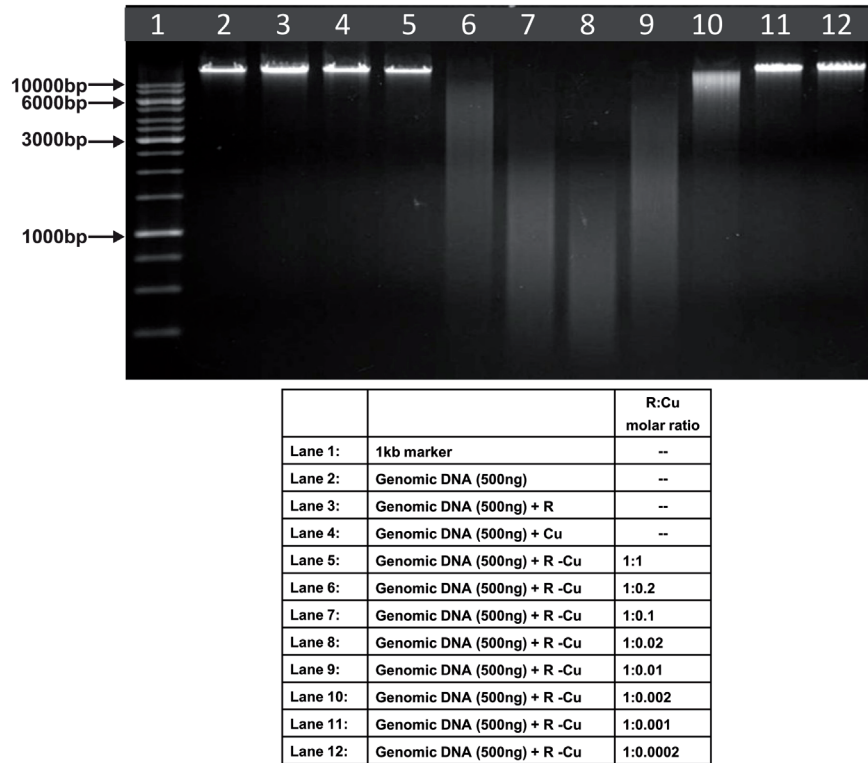 1 2 3 4 5 6 7 8 9 10 11 12
10000bp
6000bp
3000bp
1000bp
R:Cu
molar ratio
Lane 1: 1kb marker --
Lane 2: Genomic DNA (500ng) --
Lane 3: Genomic DNA (500ng) + R --
Lane 4: Genomic DNA (500ng) + Cu --
Lane 5: Genomic DNA (500ng) + R -Cu 1:1
Lane 6: Genomic DNA (500ng) + R -Cu 1:0.2
Lane 7: Genomic DNA (500ng) + R -Cu 1:0.1
Lane 8: Genomic DNA (500ng) + R -Cu 1:0.02
Lane 9: Genomic DNA (500ng) + R -Cu 1:0.01
Lane 10: Genomic DNA (500ng) + R -Cu 1:0.002
Lane 11: Genomic DNA (500ng) + R -Cu 1:0.001
Lane 12: Genomic DNA (500ng) + R -Cu 1:0.0002